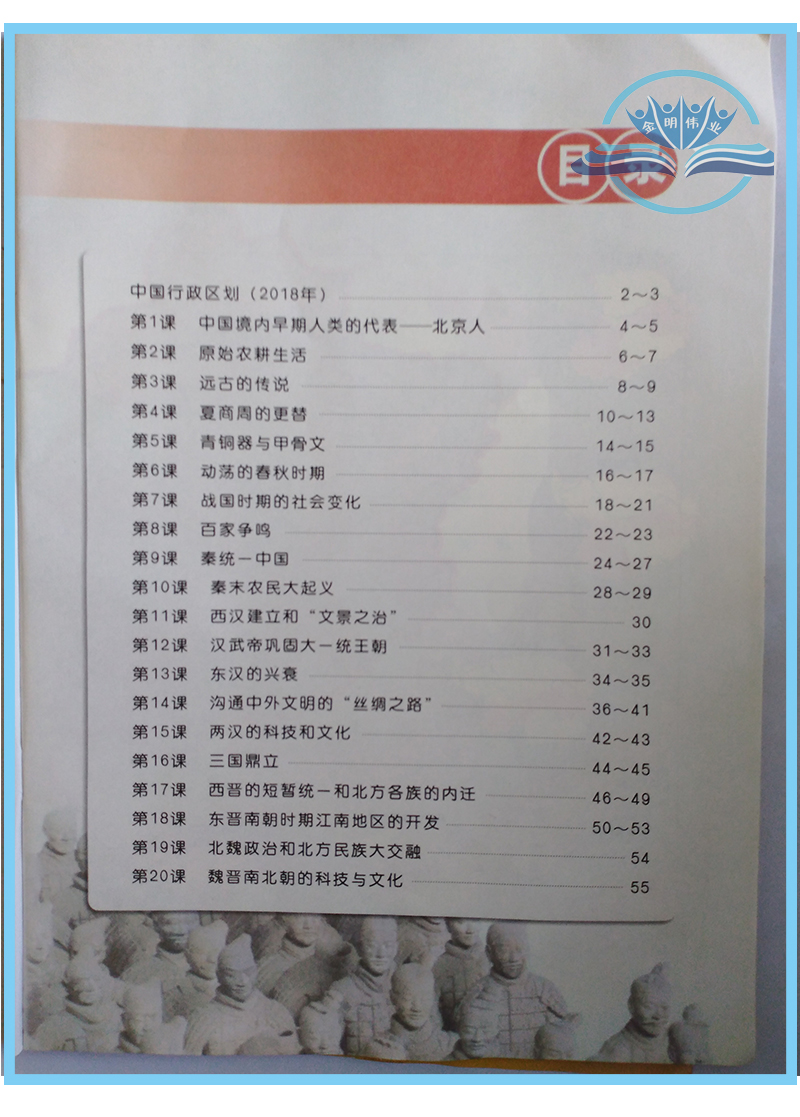 金明伟业
目录
中国行政区划（2018年） 2～3
第1课 中国境内早期人类的代表——北京人 4～5
第2课 原始农耕生活 6～7
第3课 远古的传说 8～9
第4课 夏商周的更替 10～13
第5课 青铜器与甲骨文 14～15
第6课 动荡的春秋时期 16～17
第7课 战国时期的社会变化 18～21
第8课 百家争鸣 22～23
第9课 秦统一中国 24～27
第10课 秦末农民大起义 28～29
第11课 西汉建立和“文景之治” 30
第12课 汉武帝巩固大一统王朝 31～33
第13课 东汉的兴衰 34～35
第14课 沟通中外文明的“丝绸之路” 36～41
第15课 两汉的科技和文化 42～43
第16课 三国鼎立 44～45
第17课 西晋的短暂统一和北方各族的内迁 46～49
第18课 东晋南朝时期江南地区的开发 50～53
第19课 北魏政治和北方民族大交融 54
第20课 魏晋南北朝的科技与文化 55